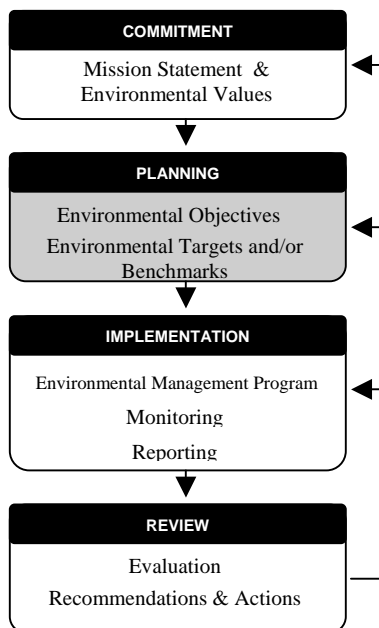 COMMITMENT
Mission Statement &
Environmental Values
PLANNING
Environmental Objectives
Environmental Targets and/or
Benchmarks
IMPLEMENTATION
Environmental Management Program
Monitoring
Reporting
REVIEW
Evaluation
Recommendations & Actions